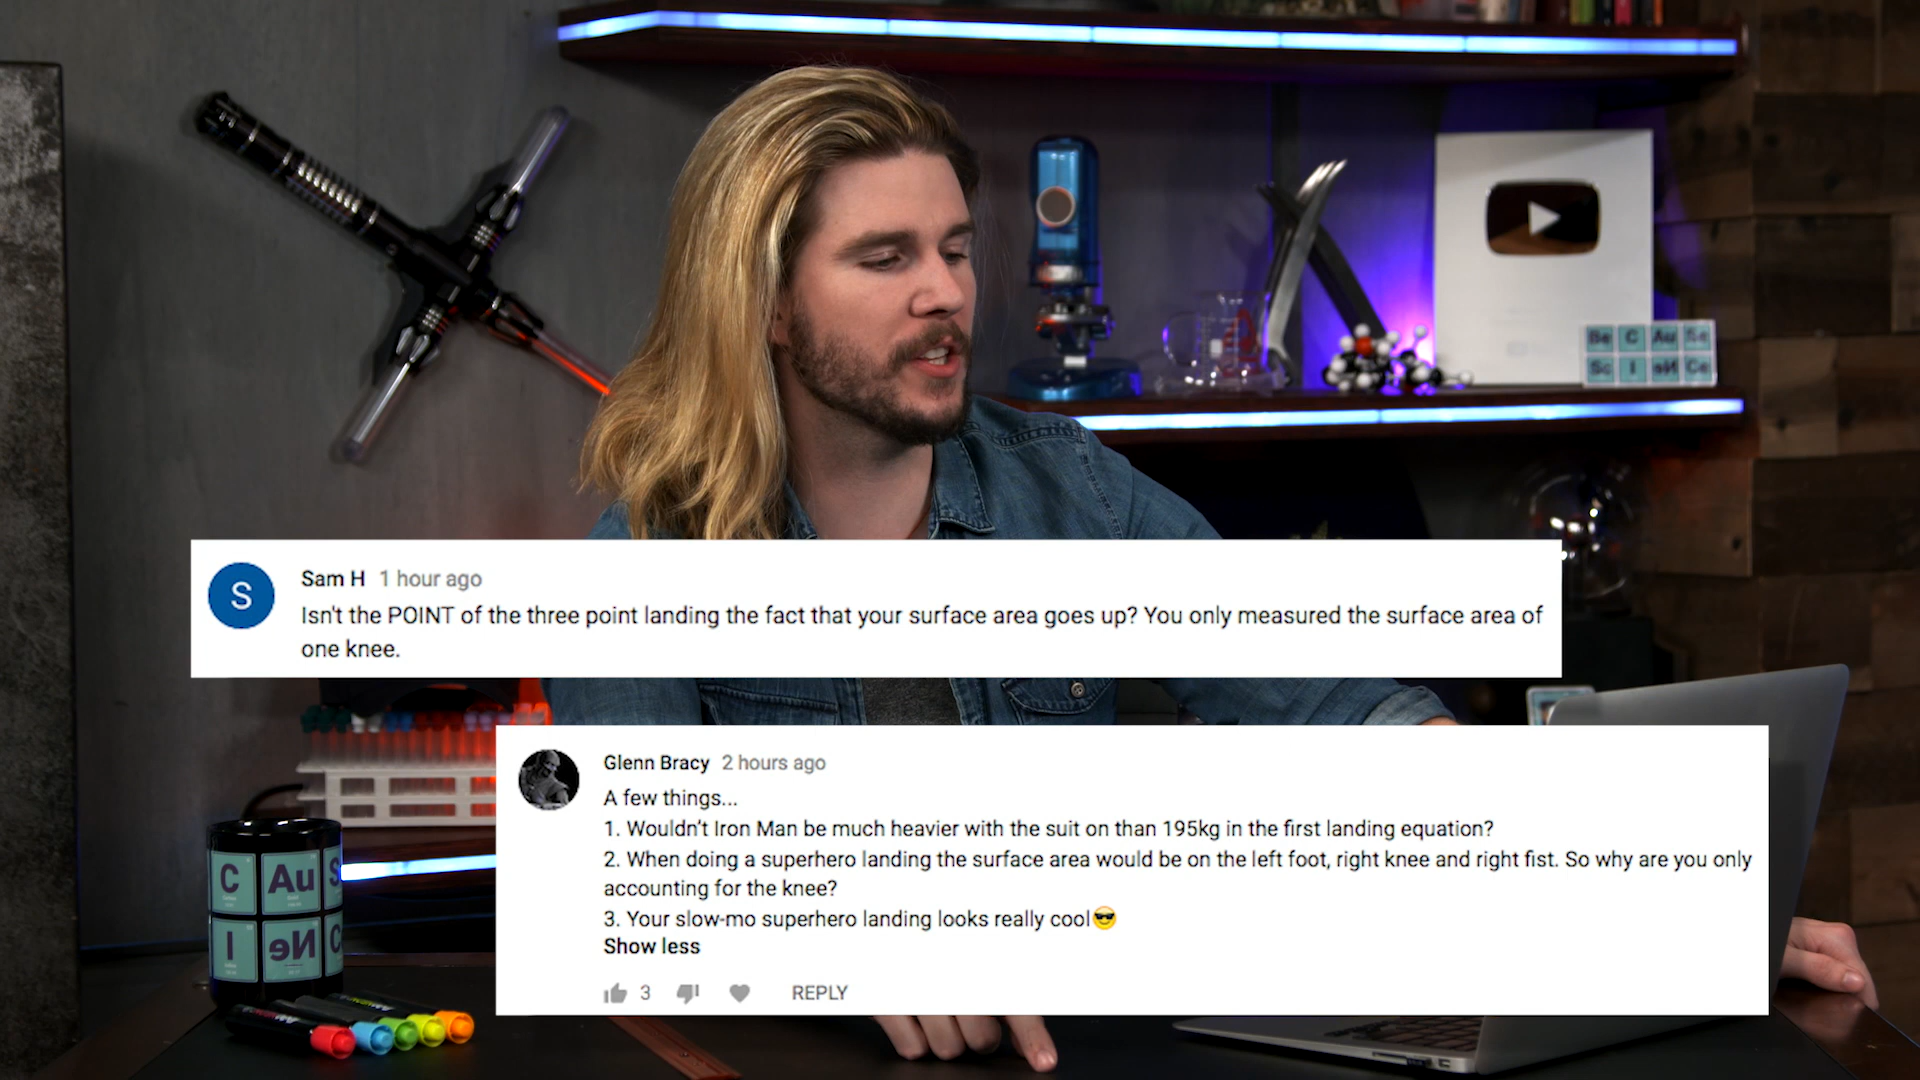 Be C Au Se
Sc I eN Ce
S
Sam H 1 hour ago
Isn't the POINT of the three point landing the fact that your surface area goes up? You only measured the surface area of
one knee.
Glenn Bracy 2 hours ago
A few things...
1. Wouldn't Iron Man be much heavier with the suit on than 195kg in the first landing equation?
2. When doing a superhero landing the surface area would be on the left foot, right knee and right fist. So why are you only
accounting for the knee?
3. Your slow-mo superhero landing looks really cool😎
Show less
3 REPLY
C Au S
I eN C